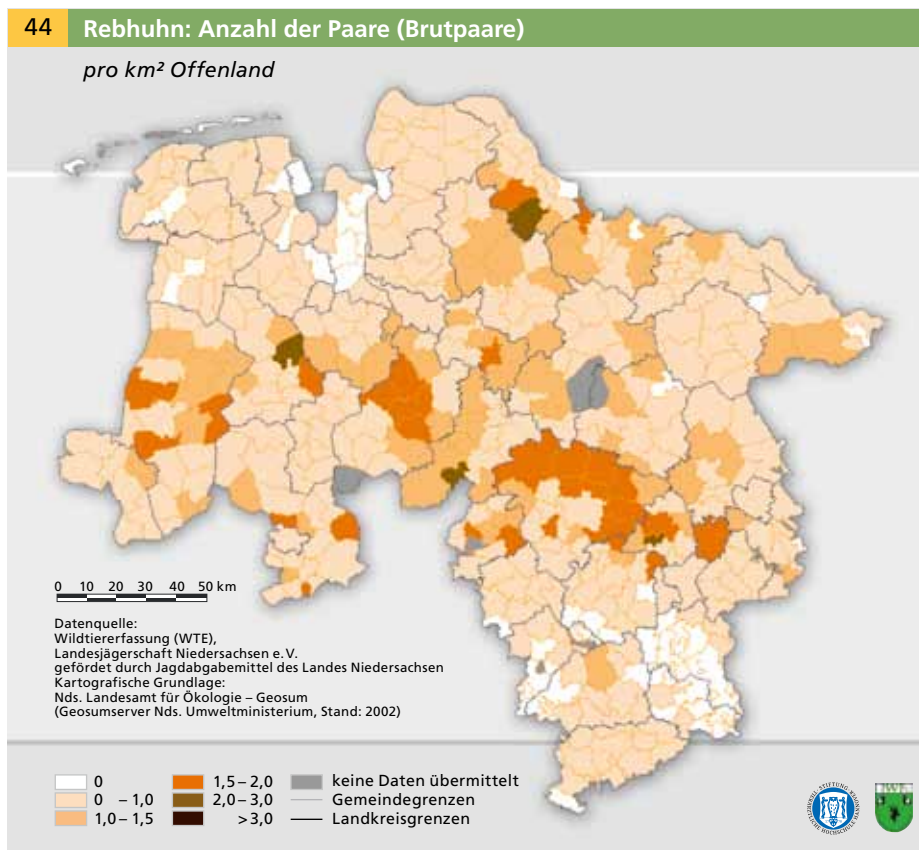 44 Rebhuhn: Anzahl der Paare (Brutpaare)
pro km² Offenland
0 10 20 30 40 50 km
Datenquelle:
Wildtiererfassung (WTE),
Landesjägerschaft Niedersachsen e.V.
gefördert durch Jagdabgabemittel des Landes Niedersachsen
Kartografische Grundlage:
Nds. Landesamt für Ökologie – Geosum
(Geosumserver Nds. Umweltministerium, Stand: 2002)
0
0 – 1,0
1,0 – 1,5
1,5 – 2,0
2,0 – 3,0
>3,0
keine Daten übermittelt
Gemeindegrenzen
Landkreisgrenzen